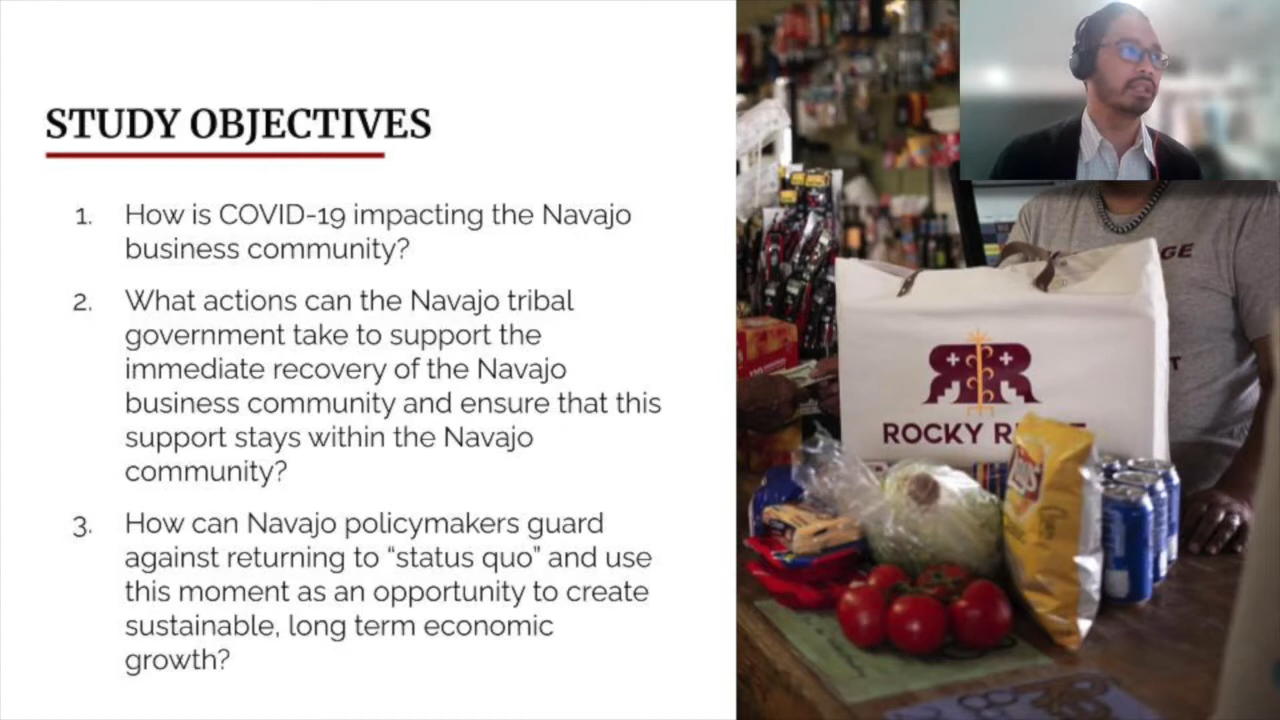 STUDY OBJECTIVES
1. How is COVID-19 impacting the Navajo
business community?
2. What actions can the Navajo tribal
government take to support the
immediate recovery of the Navajo
business community and ensure that this
support stays within the Navajo
community?
3. How can Navajo policymakers guard
against returning to “status quo” and use
this moment as an opportunity to create
sustainable, long term economic
growth?
RR
ROCKY
Lay's